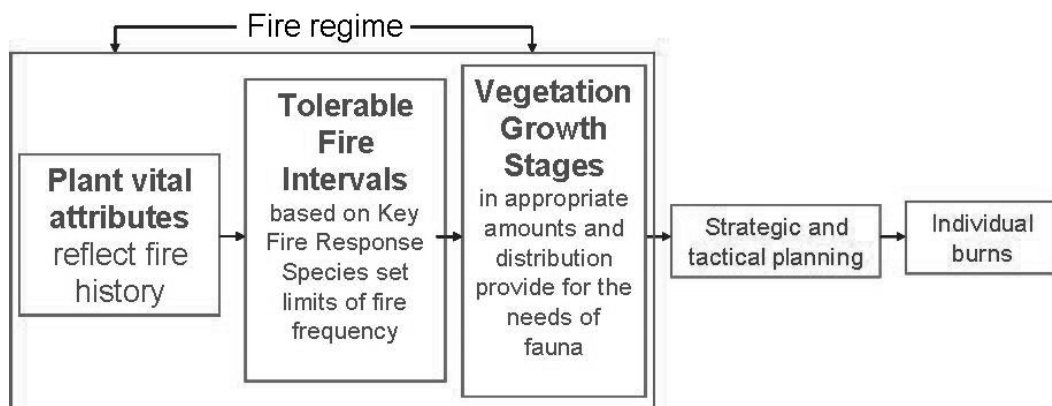 Fire regime
Plant vital
attributes
reflect fire
history
Tolerable
Fire
Intervals
based on Key
Fire Response
Species set
limits of fire
frequency
Vegetation
Growth
Stages
in appropriate
amounts and
distribution
provide for the
needs of
fauna
Strategic and
tactical planning
Individual
burns